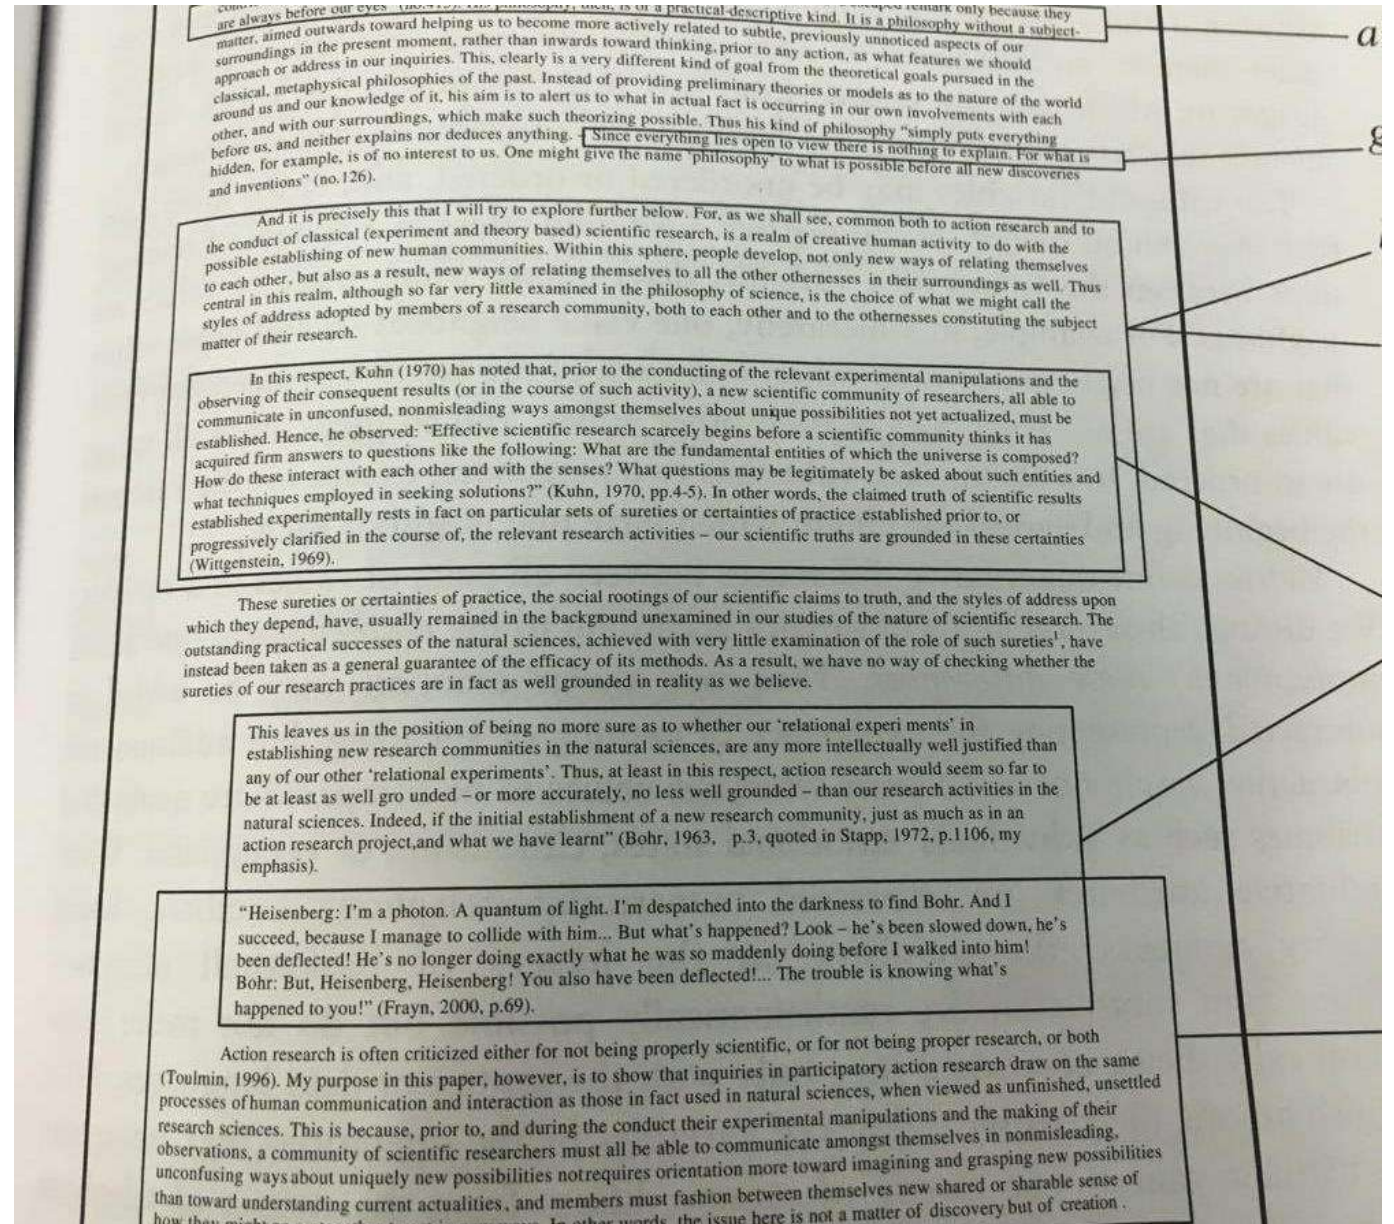 remark only because they
are always before our eyes" (no.415). His philosophy, then, is of a practical-descriptive kind. It is a philosophy without a subject-
matter, aimed outwards toward helping us to become more actively related to subtle, previously unnoticed aspects of our
surroundings in the present moment, rather than inwards toward thinking, prior to any action, as what features we should
approach or address in our inquiries. This, clearly is a very different kind of goal from the theoretical goals pursued in the
classical, metaphysical philosophies of the past. Instead of providing preliminary theories or models as to the nature of the world
around us and our knowledge of it, his aim is to alert us to what in actual fact is occurring in our own involvements with each
other, and with our surroundings, which make such theorizing possible. Thus his kind of philosophy "simply puts everything
before us, and neither explains nor deduces anything. - Since everything lies open to view there is nothing to explain. For what is
hidden, for example, is of no interest to us. One might give the name 'philosophy' to what is possible before all new discoveries
and inventions" (no.126).
And it is precisely this that I will try to explore further below. For, as we shall see, common both to action research and to
the conduct of classical (experiment and theory based) scientific research, is a realm of creative human activity to do with the
possible establishing of new human communities. Within this sphere, people develop, not only new ways of relating themselves
to each other, but also as a result, new ways of relating themselves to all the other othernesses in their surroundings as well. Thus
central in this realm, although so far very little examined in the philosophy of science, is the choice of what we might call the
styles of address adopted by members of a research community, both to each other and to the othernesses constituting the subject
matter of their research.
In this respect, Kuhn (1970) has noted that, prior to the conducting of the relevant experimental manipulations and the
observing of their consequent results (or in the course of such activity), a new scientific community of researchers, all able to
communicate in unconfused, nonmisleading ways amongst themselves about unique possibilities not yet actualized, must be
established. Hence, he observed: "Effective scientific research scarcely begins before a scientific community thinks it has
acquired firm answers to questions like the following: What are the fundamental entities of which the universe is composed?
How do these interact with each other and with the senses? What questions may be legitimately be asked about such entities and
what techniques employed in seeking solutions?" (Kuhn, 1970, pp.4-5). In other words, the claimed truth of scientific results
established experimentally rests in fact on particular sets of sureties or certainties of practice established prior to, or
progressively clarified in the course of, the relevant research activities – our scientific truths are grounded in these certainties
(Wittgenstein, 1969).
These sureties or certainties of practice, the social rootings of our scientific claims to truth, and the styles of address upon
which they depend, have, usually remained in the background unexamined in our studies of the nature of scientific research. The
outstanding practical successes of the natural sciences, achieved with very little examination of the role of such sureties¹, have
instead been taken as a general guarantee of the efficacy of its methods. As a result, we have no way of checking whether the
sureties of our research practices are in fact as well grounded in reality as we believe.
This leaves us in the position of being no more sure as to whether our 'relational experi ments' in
establishing new research communities in the natural sciences, are any more intellectually well justified than
any of our other 'relational experiments'. Thus, at least in this respect, action research would seem so far to
be at least as well gro unded – or more accurately, no less well grounded – than our research activities in the
natural sciences. Indeed, if the initial establishment of a new research community, just as much as in an
action research project,and what we have learnt" (Bohr, 1963, p.3, quoted in Stapp, 1972, p.1106, my
emphasis).
"Heisenberg: I'm a photon. A quantum of light. I'm despatched into the darkness to find Bohr. And I
succeed, because I manage to collide with him... But what's happened? Look – he's been slowed down, he's
been deflected! He's no longer doing exactly what he was so maddenly doing before I walked into him!
Bohr: But, Heisenberg, Heisenberg! You also have been deflected!... The trouble is knowing what's
happened to you!" (Frayn, 2000, p.69).
Action research is often criticized either for not being properly scientific, or for not being proper research, or both
(Toulmin, 1996). My purpose in this paper, however, is to show that inquiries in participatory action research draw on the same
processes of human communication and interaction as those in fact used in natural sciences, when viewed as unfinished, unsettled
research sciences. This is because, prior to, and during the conduct their experimental manipulations and the making of their
observations, a community of scientific researchers must all be able to communicate amongst themselves in nonmisleading,
unconfusing ways about uniquely new possibilities notrequires orientation more toward imagining and grasping new possibilities
than toward understanding current actualities, and members must fashion between themselves new shared or sharable sense of
how they might the issue here is not a matter of discovery but of creation .
a
g